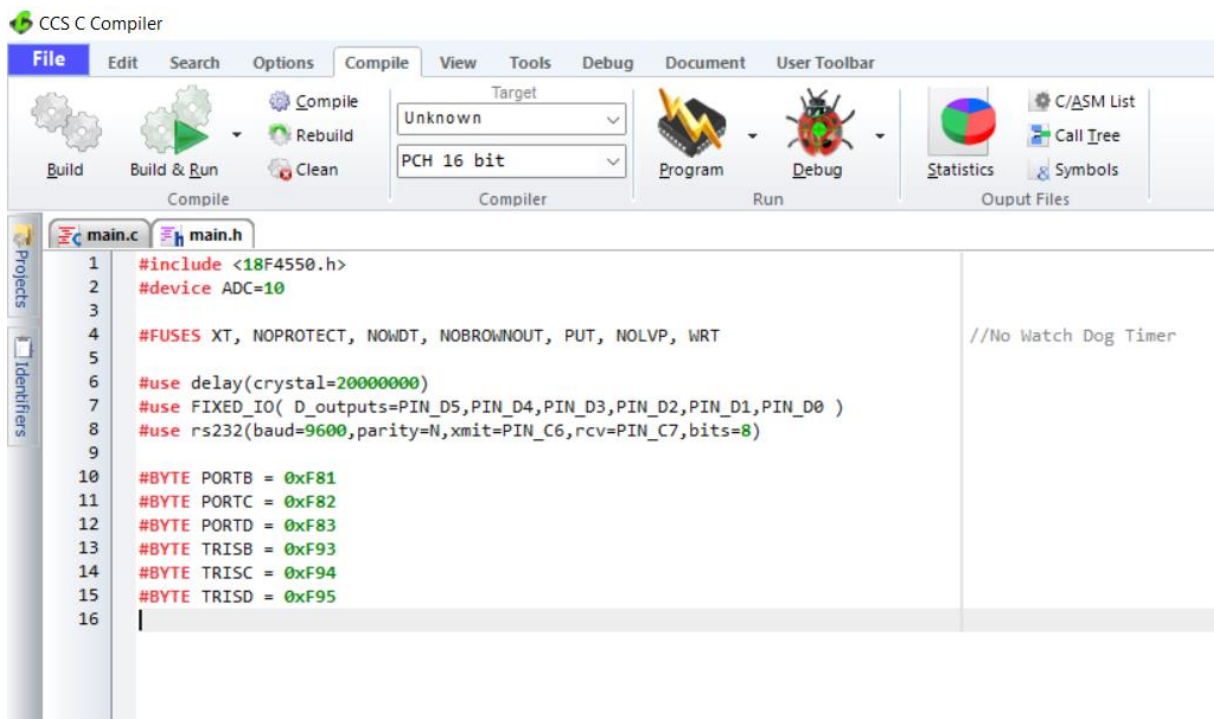 CCS C Compiler
File Edit Search Options Compile View Tools Debug Document User Toolbar
Build
Build & Run
Compile
Rebuild
Clean
Compile
Target
Unknown
PCH 16 bit
Compiler
Program
Debug
Run
Statistics
C/ASM List
Call Tree
Symbols
Ouput Files
Projects
Identifiers
main.c main.h
1 #include <18F4550.h>
2 #device ADC=10
3
4 #FUSES XT, NOPROTECT, NOWDT, NOBROWNOUT, PUT, NOLVP, WRT //No Watch Dog Timer
5
6 #use delay(crystal=20000000)
7 #use FIXED_IO( D_outputs=PIN_D5,PIN_D4,PIN_D3,PIN_D2,PIN_D1,PIN_D0 )
8 #use rs232(baud=9600,parity=N,xmit=PIN_C6,rcv=PIN_C7,bits=8)
9
10 #BYTE PORTB = 0xF81
11 #BYTE PORTC = 0xF82
12 #BYTE PORTD = 0xF83
13 #BYTE TRISB = 0xF93
14 #BYTE TRISC = 0xF94
15 #BYTE TRISD = 0xF95
16